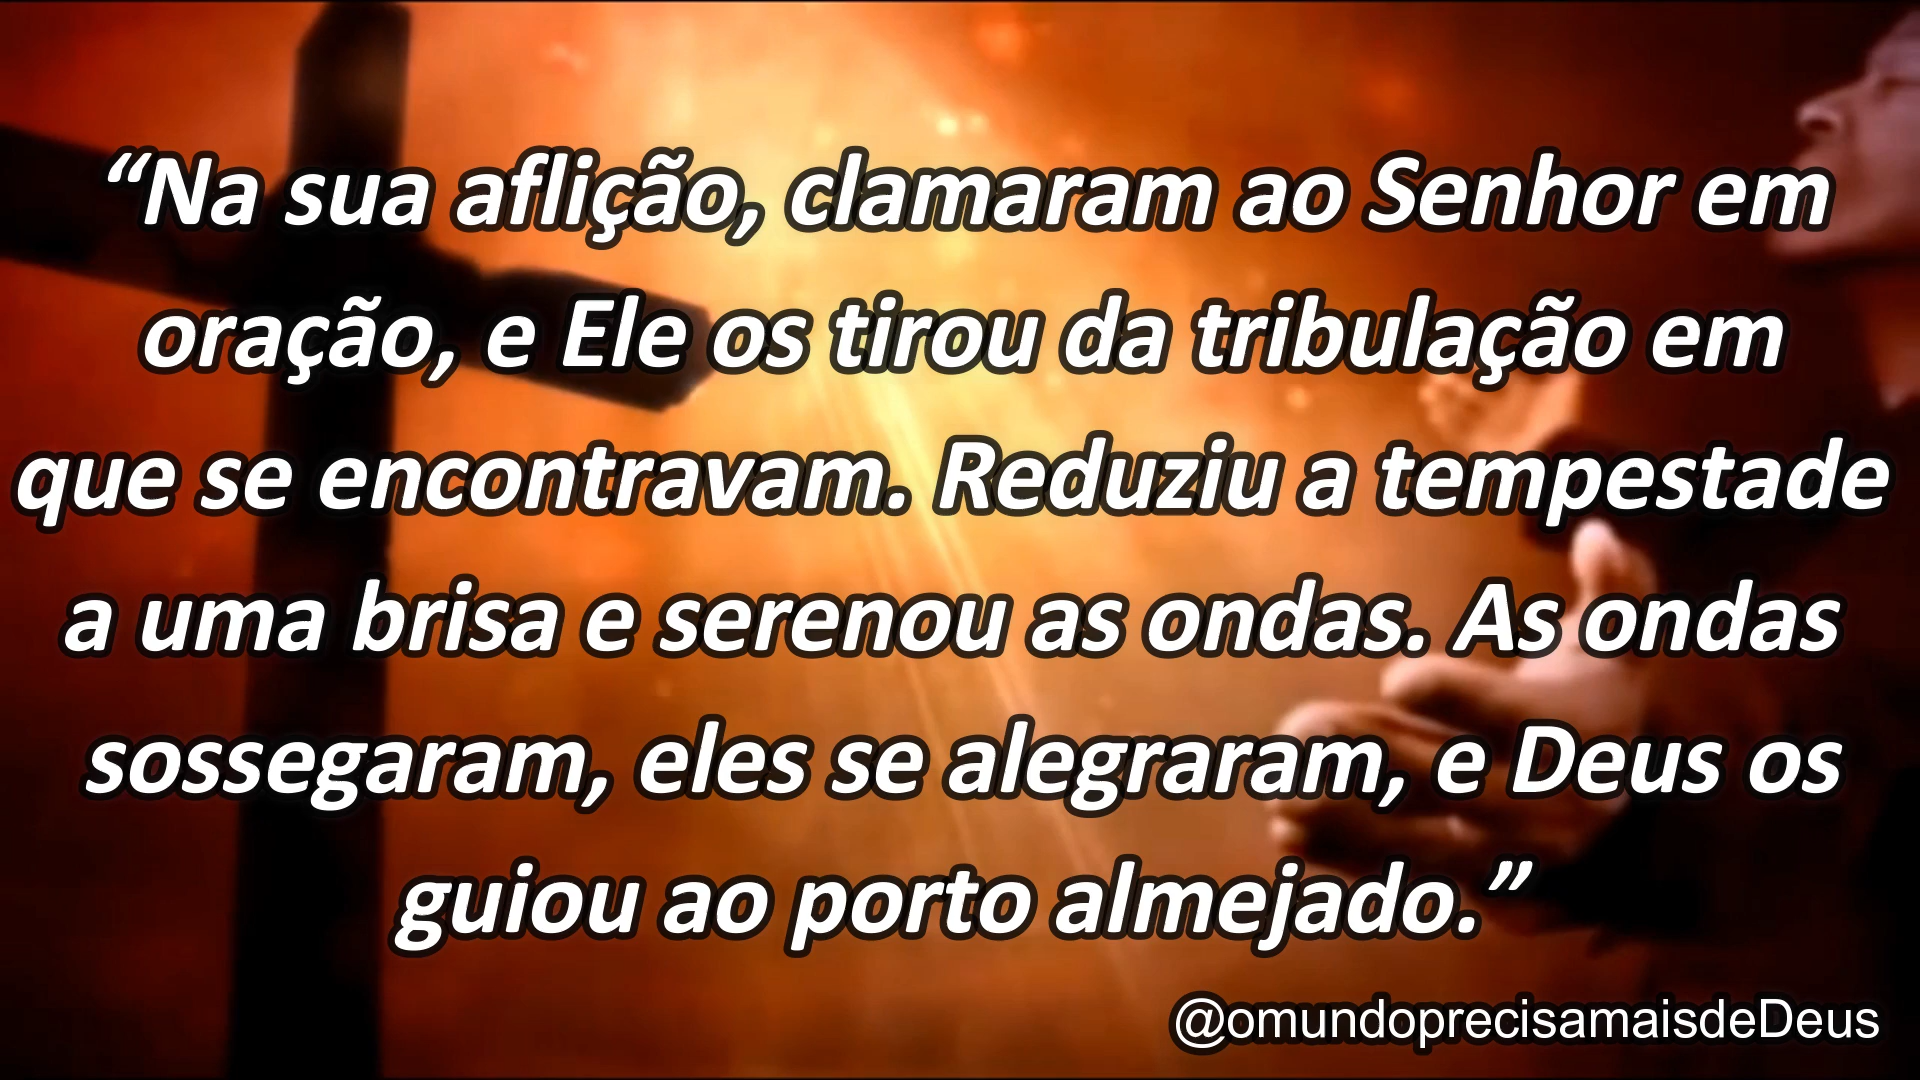 “Na sua aflição, clamaram ao Senhor em
oração, e Ele os tirou da tribulação em
que se encontravam. Reduziu a tempestade
a uma brisa e serenou as ondas. As ondas
sossegaram, eles se alegraram, e Deus os
guiou ao porto almejado.”
@omundoprecisamaisdeDeus